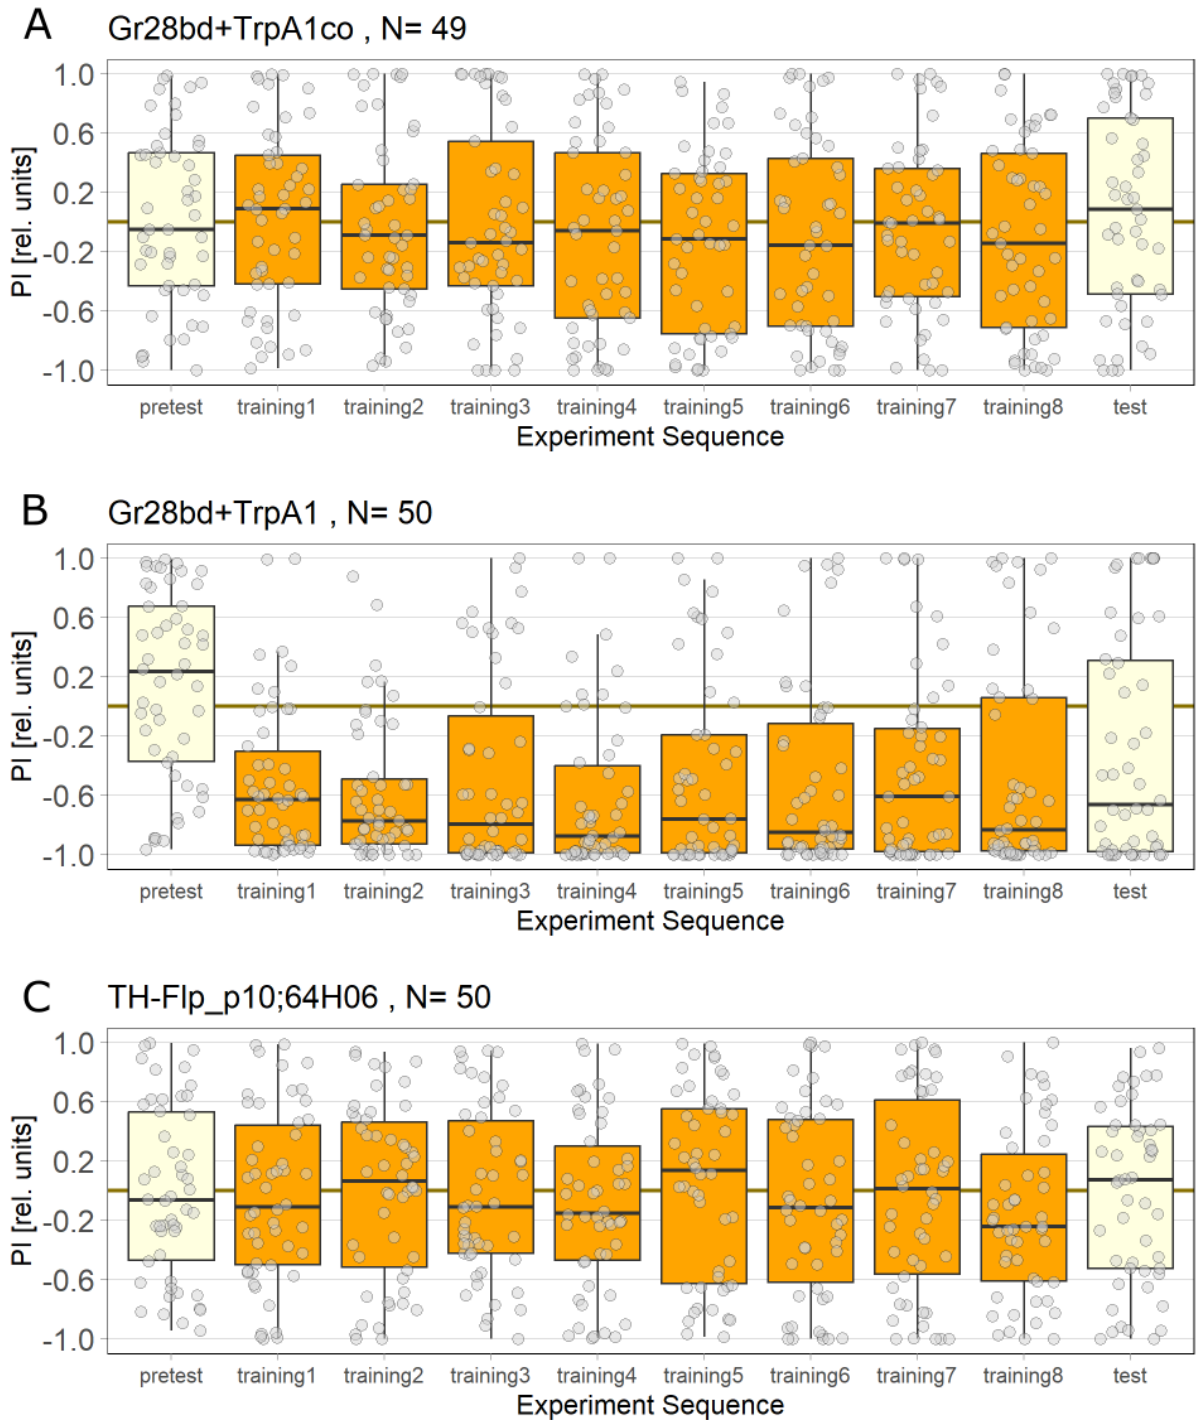 A
Gr28bd+TrpA1co , N= 49
PI [rel. units]
1.0
0.6
0.2
-0.2
-0.6
-1.0
pretest training1 training2 training3 training4 training5 training6 training7 training8 test
Experiment Sequence
B
Gr28bd+TrpA1 , N= 50
PI [rel. units]
1.0
0.6
0.2
-0.2
-0.6
-1.0
pretest training1 training2 training3 training4 training5 training6 training7 training8 test
Experiment Sequence
C
TH-Flp_p10;64H06 , N= 50
PI [rel. units]
1.0
0.6
0.2
-0.2
-0.6
-1.0
pretest training1 training2 training3 training4 training5 training6 training7 training8 test
Experiment Sequence